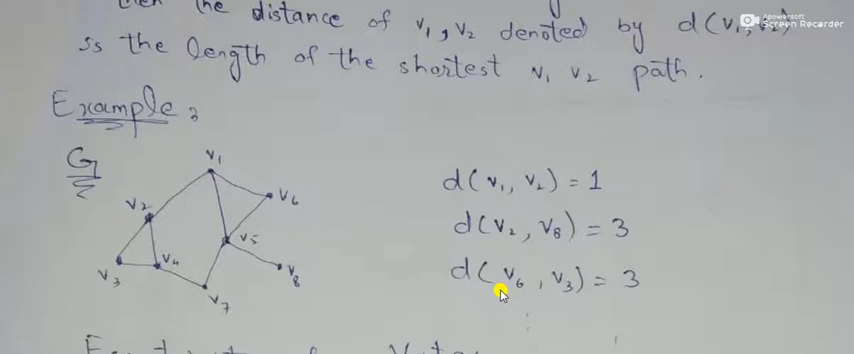 then the distance of v₁, v₂ denoted by d(v₁, v₂)
is the length of the shortest v₁ v₂ path.
Example :
G
v₁
v₂
v₆
v₅
v₄
v₃
v₈
v₇
d(v₁, v₂) = 1
d(v₂, v₈) = 3
d(v₆, v₃) = 3
Apowersoft
Screen Recorder